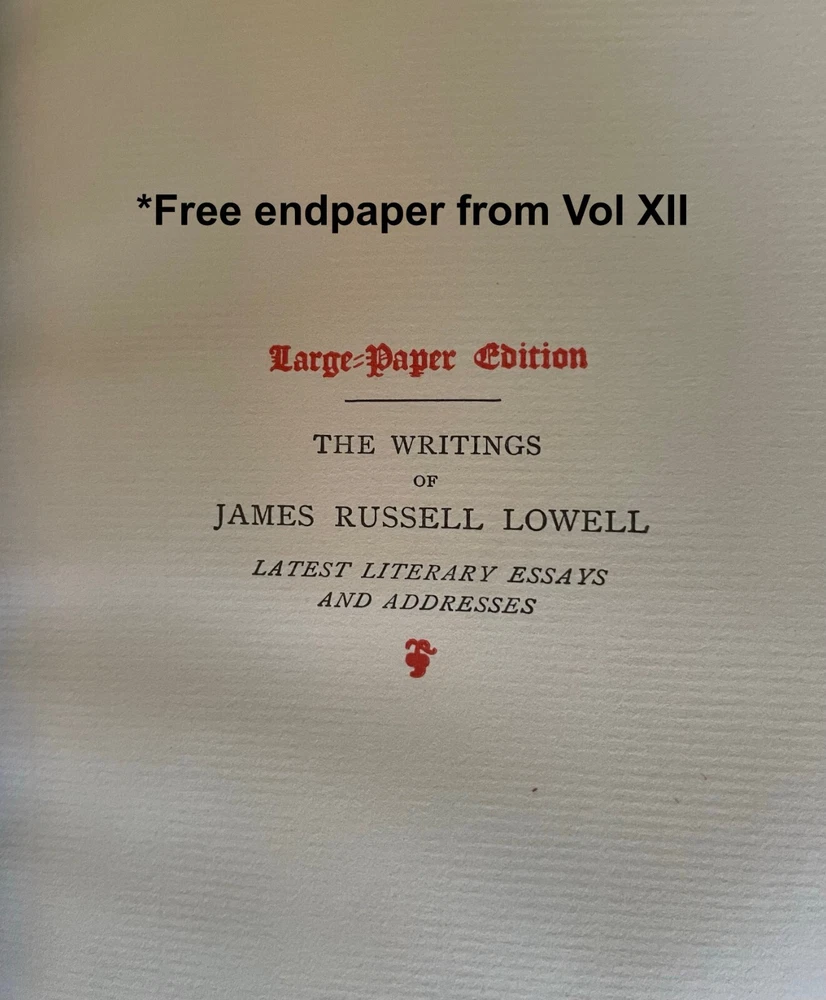 *Free endpaper from Vol XII
Large-Paper Edition
THE WRITINGS
OF
JAMES RUSSELL LOWELL
LATEST LITERARY ESSAYS
AND ADDRESSES